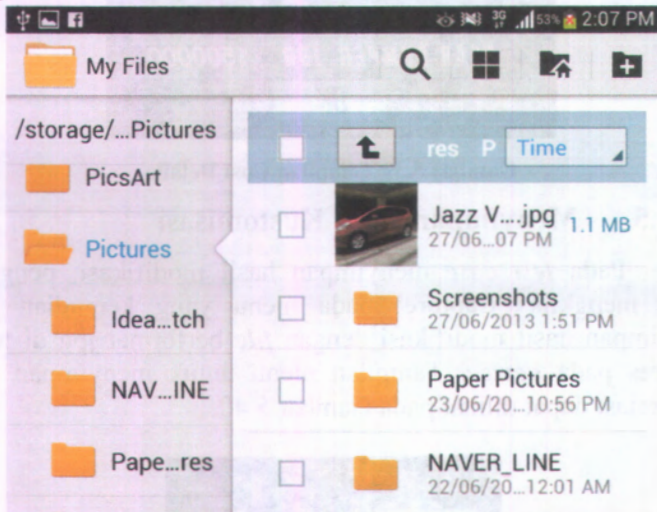 3G 53% 2:07 PM
My Files
/storage/...Pictures
PicsArt
Pictures
Idea...tch
NAV...INE
Pape...res
res P Time
Jazz V....jpg 1.1 MB
27/06...07 PM
Screenshots
27/06/2013 1:51 PM
Paper Pictures
23/06/20...10:56 PM
NAVER_LINE
22/06/20...12:01 AM